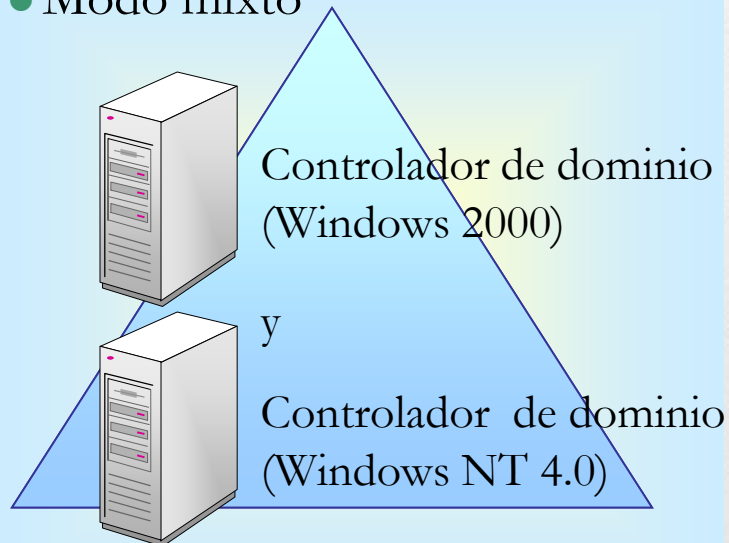 Modo mixto
Controlador de dominio
(Windows 2000)
y
Controlador de dominio
(Windows NT 4.0)